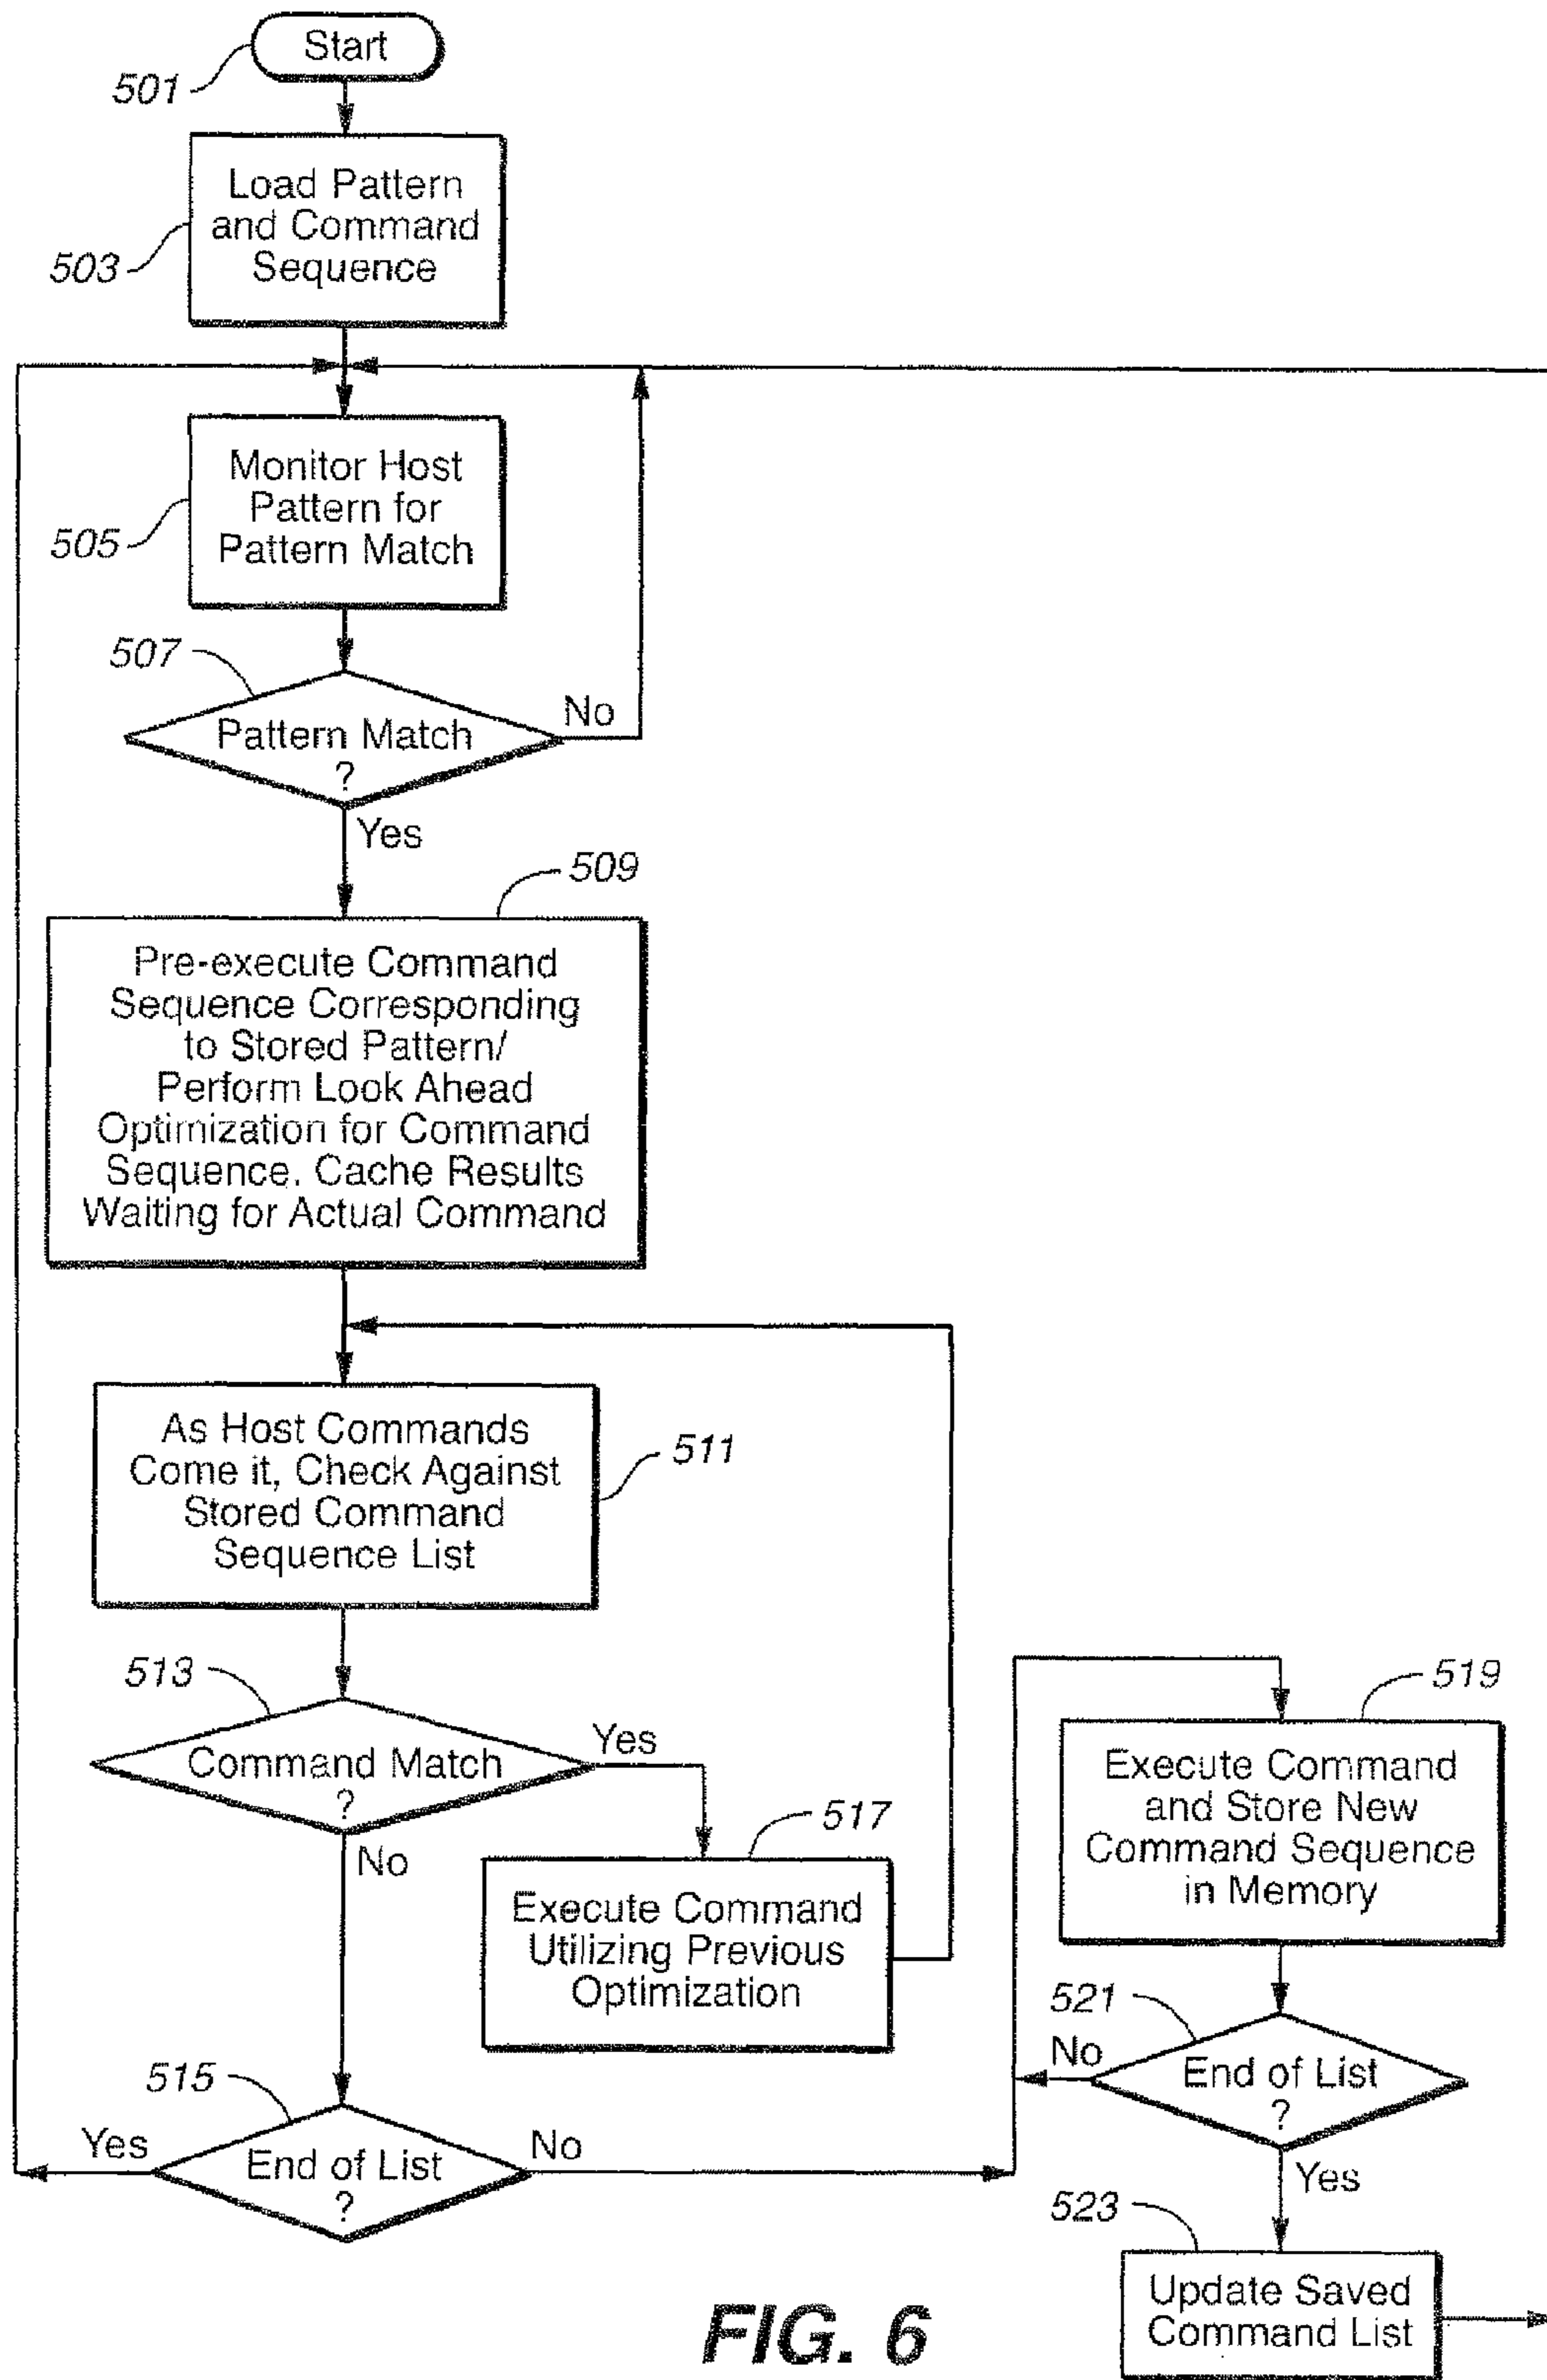 Start
501
Load Pattern
and Command
Sequence
503
Monitor Host
Pattern for
Pattern Match
505
507
Pattern Match
?
No
Yes
509
Pre-execute Command
Sequence Corresponding
to Stored Pattern/
Perform Look Ahead
Optimization for Command
Sequence. Cache Results
Waiting for Actual Command
As Host Commands
Come it, Check Against
Stored Command
Sequence List
511
513
Command Match
?
Yes
No
517
Execute Command
Utilizing Previous
Optimization
515
End of List
?
Yes
No
519
Execute Command
and Store New
Command Sequence
in Memory
521
End of List
?
No
Yes
523
Update Saved
Command List
FIG. 6